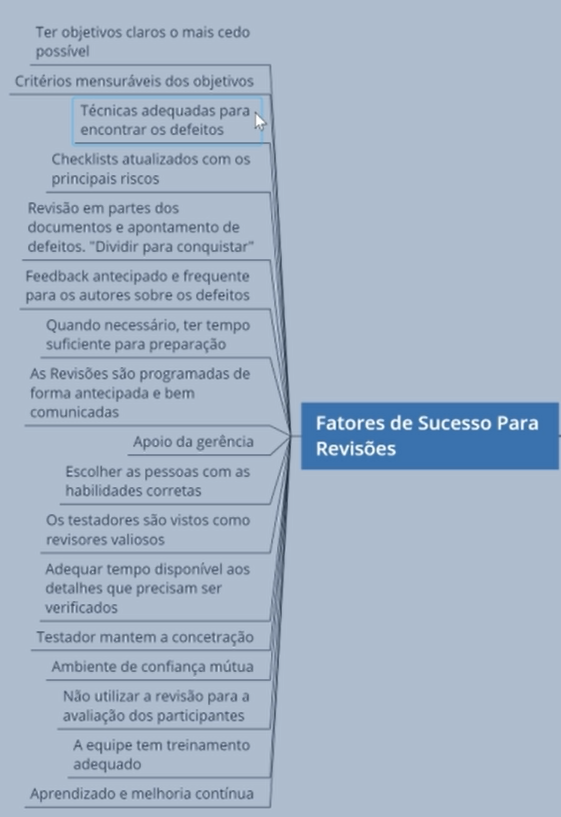 Ter objetivos claros o mais cedo
possível
Critérios mensuráveis dos objetivos
Técnicas adequadas para
encontrar os defeitos
Checklists atualizados com os
principais riscos
Revisão em partes dos
documentos e apontamento de
defeitos. "Dividir para conquistar"
Feedback antecipado e frequente
para os autores sobre os defeitos
Quando necessário, ter tempo
suficiente para preparação
As Revisões são programadas de
forma antecipada e bem
comunicadas
Apoio da gerência
Escolher as pessoas com as
habilidades corretas
Os testadores são vistos como
revisores valiosos
Adequar tempo disponível aos
detalhes que precisam ser
verificados
Testador mantem a concetração
Ambiente de confiança mútua
Não utilizar a revisão para a
avaliação dos participantes
A equipe tem treinamento
adequado
Aprendizado e melhoria contínua
Fatores de Sucesso Para
Revisões